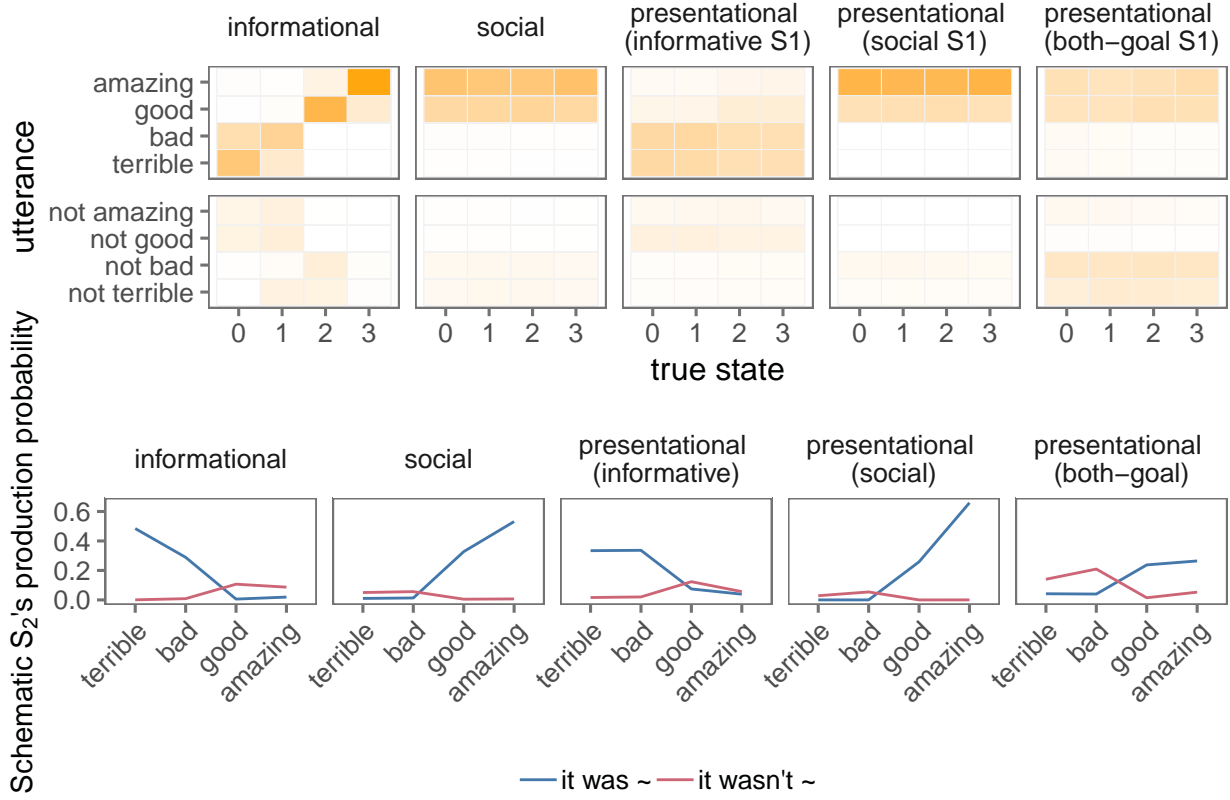 informational
social
presentational
(informative S1)
presentational
(social S1)
presentational
(both−goal S1)
utterance
amazing
good
bad
terrible
not amazing
not good
not bad
not terrible
0 1 2 3
0 1 2 3
0 1 2 3
0 1 2 3
0 1 2 3
true state
Schematic S₂'s production probability
informational
social
presentational
(informative)
presentational
(social)
presentational
(both−goal)
0.6
0.4
0.2
0.0
terrible bad good amazing
terrible bad good amazing
terrible bad good amazing
terrible bad good amazing
terrible bad good amazing
it was ~ it wasn't ~